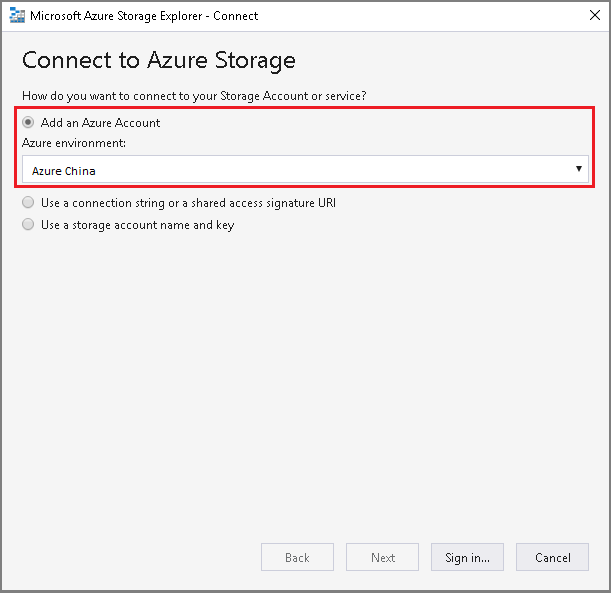 Microsoft Azure Storage Explorer - Connect
Connect to Azure Storage
How do you want to connect to your Storage Account or service?
Add an Azure Account
Azure environment:
Azure China
Use a connection string or a shared access signature URI
Use a storage account name and key
Back Next Sign in... Cancel